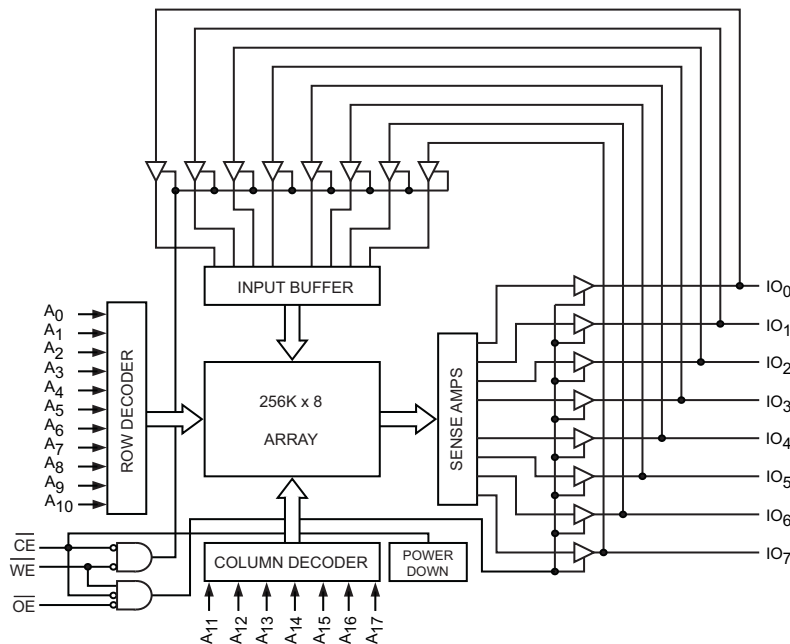 INPUT BUFFER
IO0
A0
A1
IO1
A2
ROW DECODER
256K x 8
ARRAY
SENSE AMPS
IO2
A3
A4
IO3
A5
A6
IO4
A7
A8
IO5
A9
A10
IO6
CE
WE
OE
COLUMN DECODER
POWER
DOWN
IO7
A11
A12
A13
A14
A15
A16
A17